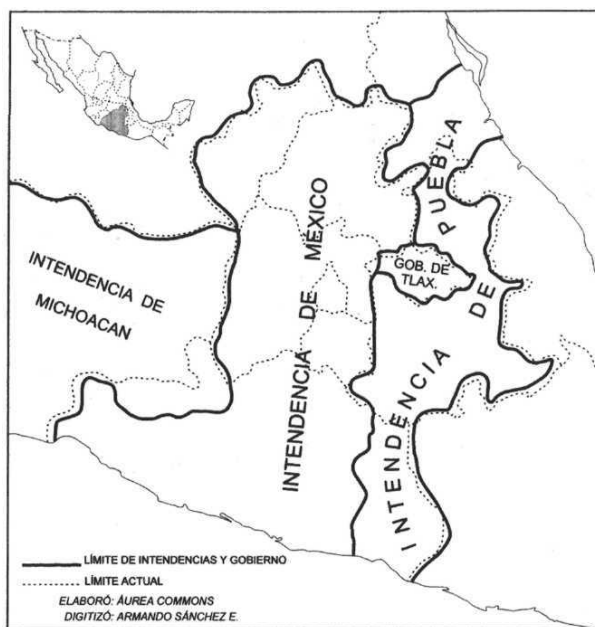 INTENDENCIA DE
MICHOACAN
INTENDENCIA DE MÉXICO
GOB. DE
TLAX.
INTENDENCIA DE PUEBLA
LÍMITE DE INTENDENCIAS Y GOBIERNO
LÍMITE ACTUAL
ELABORÓ: ÁUREA COMMONS
DIGITIZÓ: ARMANDO SÁNCHEZ E.